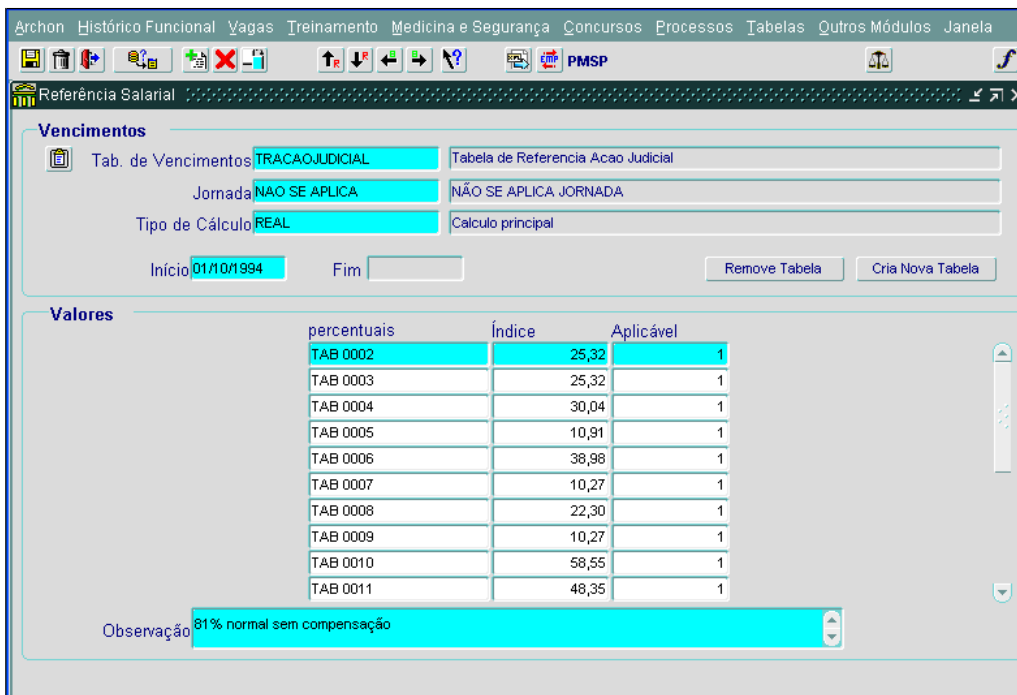 Archon Histórico Funcional Vagas Treinamento Medicina e Segurança Concursos Processos Tabelas Outros Módulos Janela
PMSP
Referência Salarial
Vencimentos
Tab. de Vencimentos TRACAOJUDICIAL Tabela de Referencia Acao Judicial
Jornada NAO SE APLICA NÃO SE APLICA JORNADA
Tipo de Cálculo REAL Calculo principal
Início 01/10/1994 Fim Remove Tabela Cria Nova Tabela
Valores
percentuais Índice Aplicável
TAB 0002 25,32 1
TAB 0003 25,32 1
TAB 0004 30,04 1
TAB 0005 10,91 1
TAB 0006 38,98 1
TAB 0007 10,27 1
TAB 0008 22,30 1
TAB 0009 10,27 1
TAB 0010 58,55 1
TAB 0011 48,35 1
Observação 81% normal sem compensação